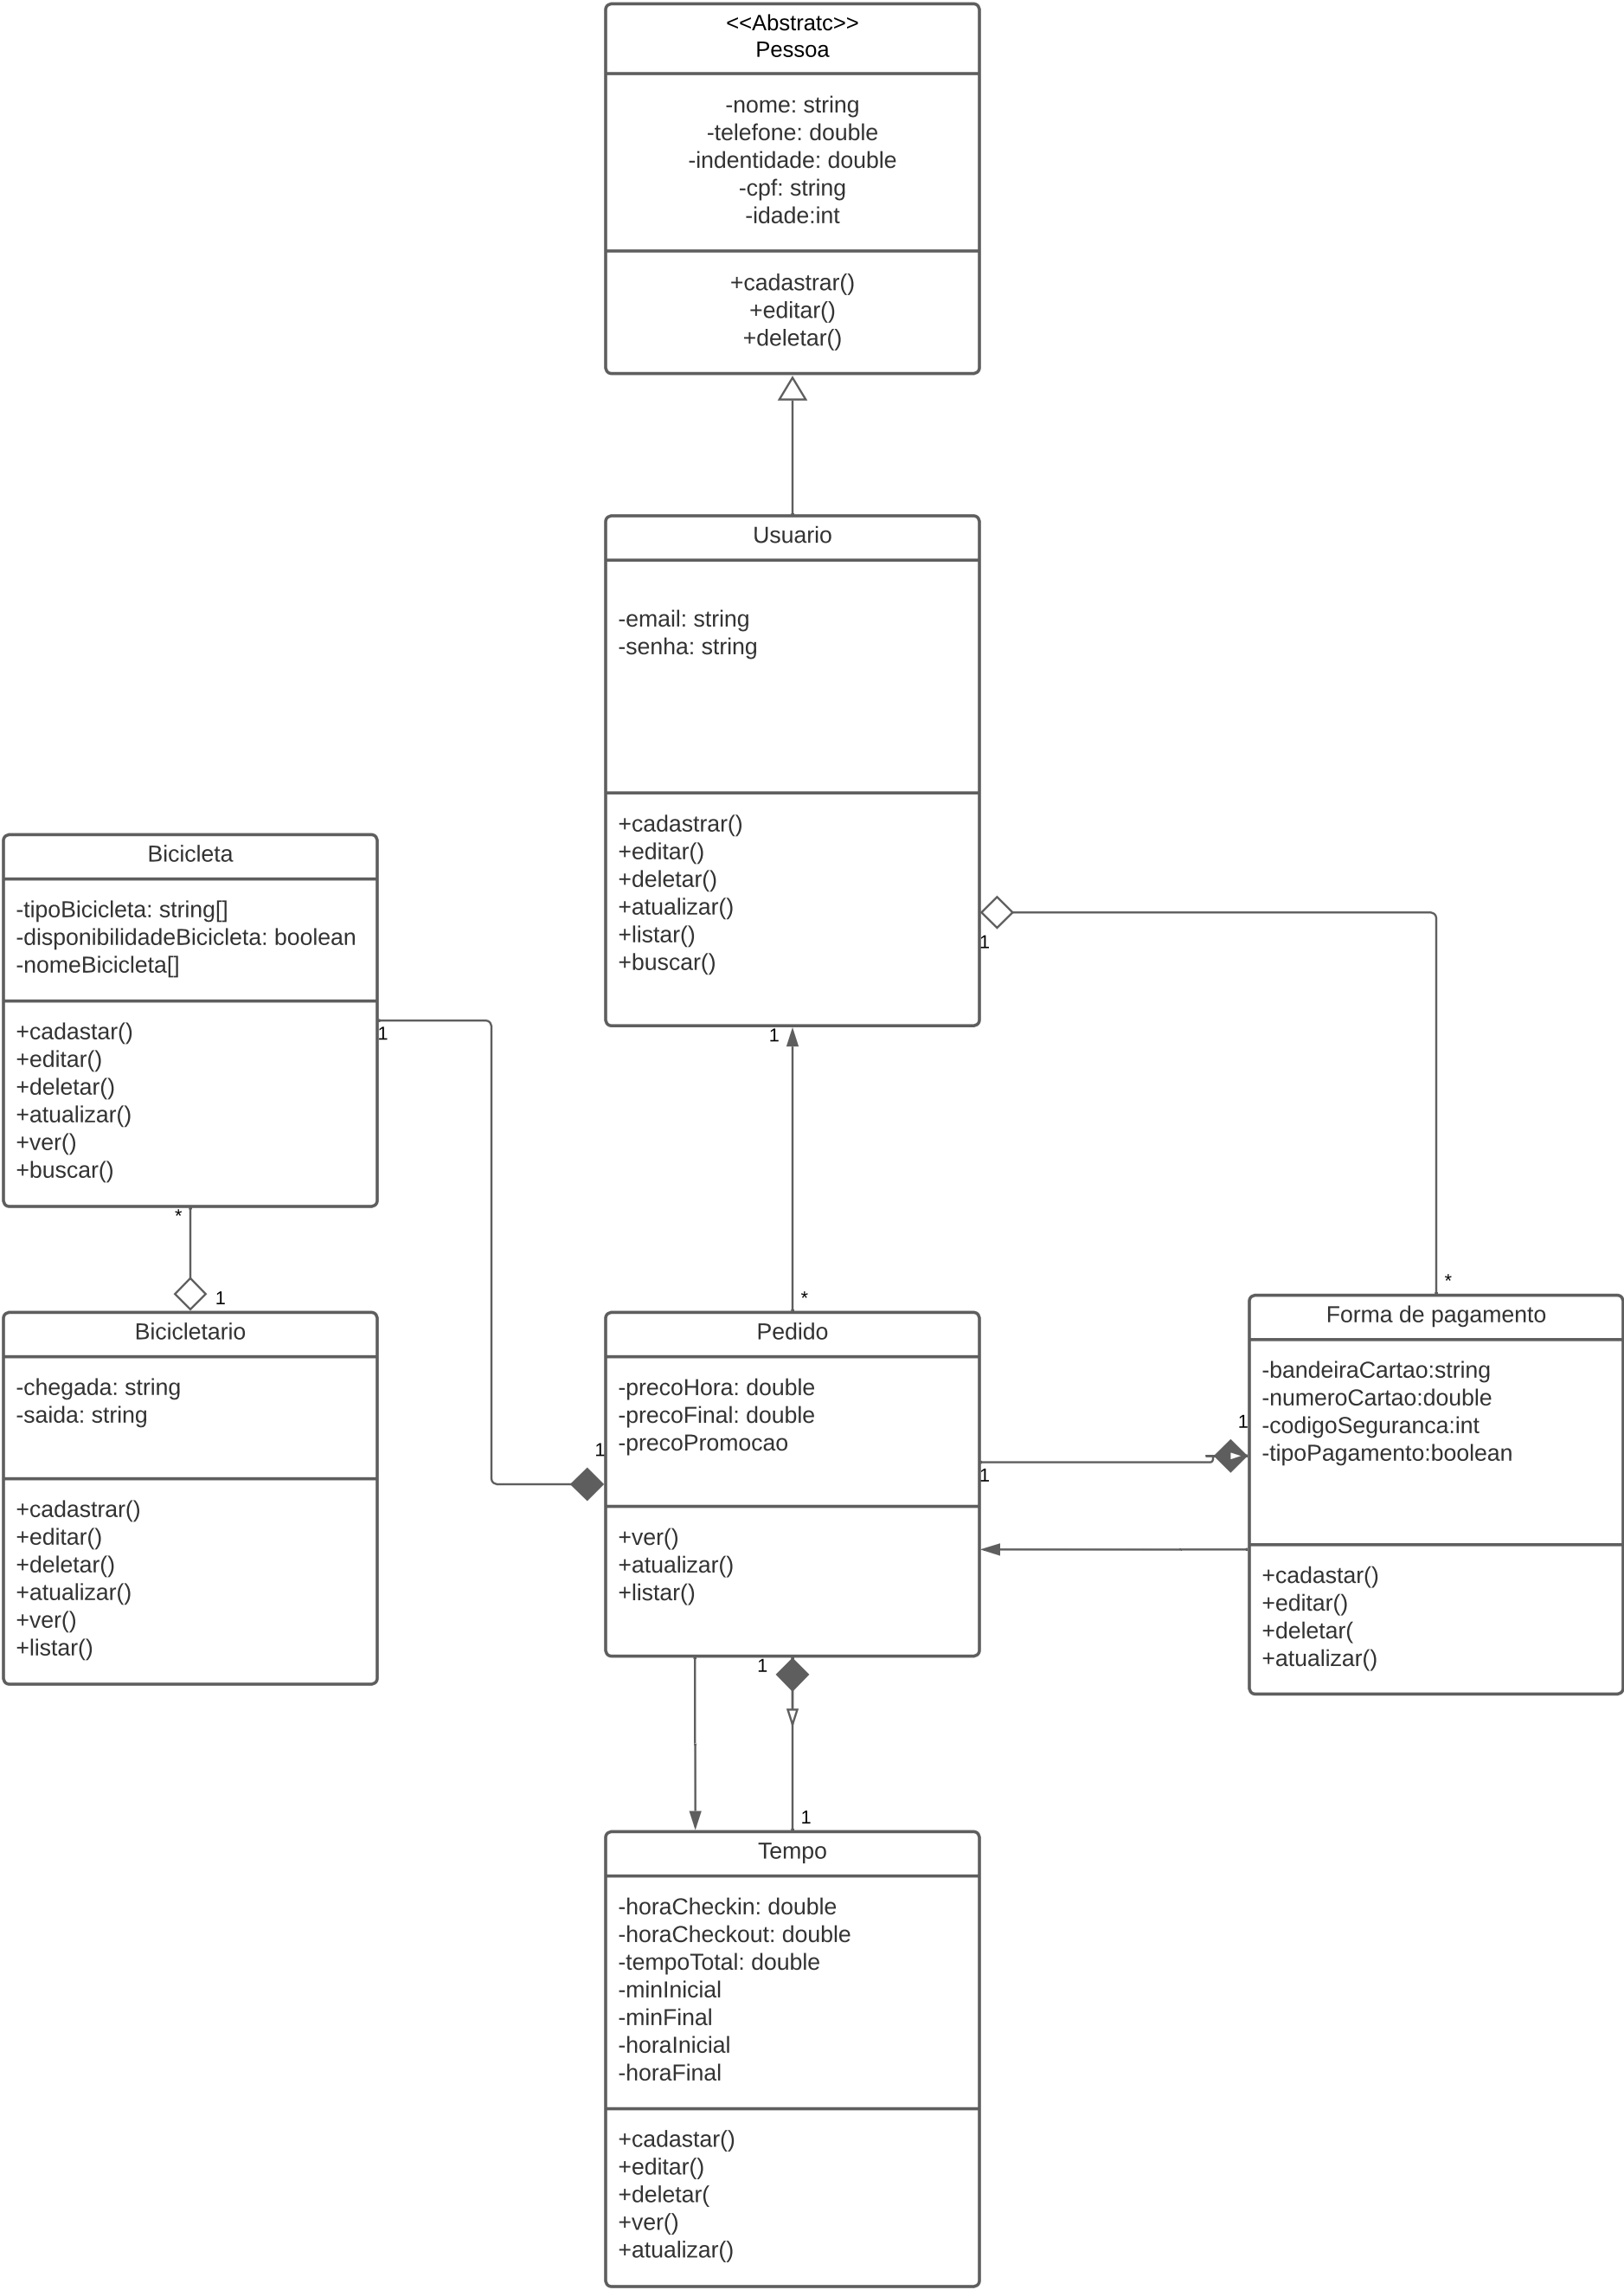 <<Abstratc>>
Pessoa
-nome: string
-telefone: double
-indentidade: double
-cpf: string
-idade:int
+cadastrar()
+editar()
+deletar()
Usuario
-email: string
-senha: string
+cadastrar()
+editar()
+deletar()
+atualizar()
+listar()
+buscar()
1
1
Bicicleta
-tipoBicicleta: string[]
-disponibilidadeBicicleta: boolean
-nomeBicicleta[]
+cadastar()
+editar()
+deletar()
+atualizar()
+ver()
+buscar()
1
*
1
Bicicletario
-chegada: string
-saida: string
+cadastrar()
+editar()
+deletar()
+atualizar()
+ver()
+listar()
*
Pedido
-precoHora: double
-precoFinal: double
-precoPromocao
+ver()
+atualizar()
+listar()
1
1
1
*
Forma de pagamento
-bandeiraCartao:string
-numeroCartao:double
-codigoSeguranca:int
-tipoPagamento:boolean
+cadastar()
+editar()
+deletar(
+atualizar()
1
1
Tempo
-horaCheckin: double
-horaCheckout: double
-tempoTotal: double
-minInicial
-minFinal
-horaInicial
-horaFinal
+cadastar()
+editar()
+deletar(
+ver()
+atualizar()